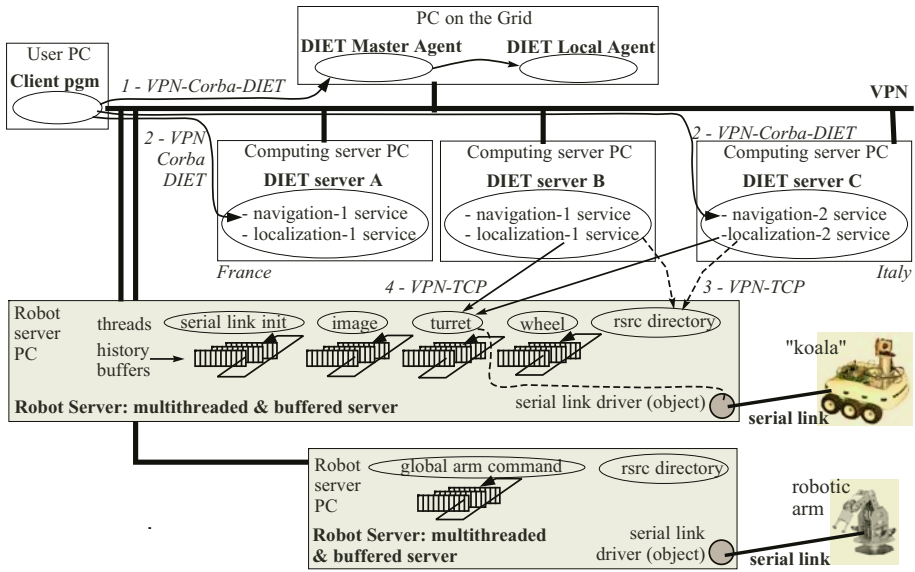 PC on the Grid
DIET Master Agent
DIET Local Agent
User PC
Client pgm
1 - VPN-Corba-DIET
VPN
2 - VPN
Corba
DIET
2 - VPN-Corba-DIET
Computing server PC
DIET server A
- navigation-1 service
- localization-1 service
France
Computing server PC
DIET server B
- navigation-1 service
- localization-1 service
Computing server PC
DIET server C
- navigation-2 service
-localization-2 service
Italy
4 - VPN-TCP
3 - VPN-TCP
Robot
server
PC
threads
serial link init
image
turret
wheel
rsrc directory
history
buffers
"koala"
serial link driver (object)
Robot Server: multithreaded & buffered server
serial link
Robot
server
PC
global arm command
rsrc directory
robotic
arm
Robot Server: multithreaded
& buffered server
serial link
driver (object)
serial link